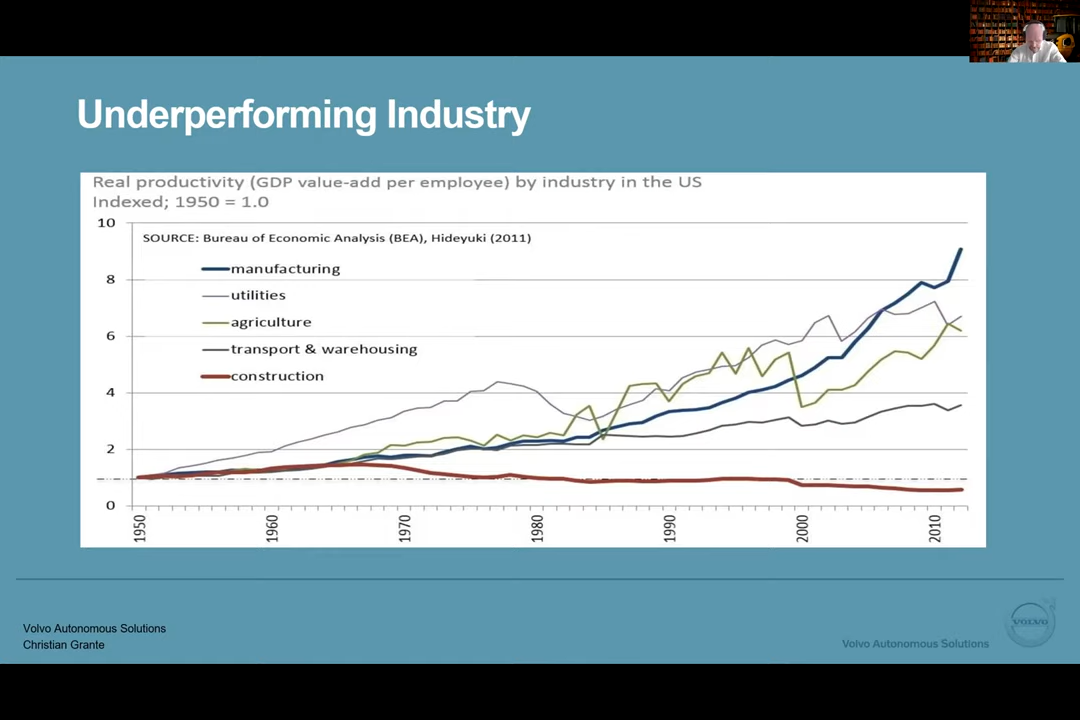 Underperforming Industry
Real productivity (GDP value-add per employee) by industry in the US
Indexed; 1950 = 1.0
10
SOURCE: Bureau of Economic Analysis (BEA), Hideyuki (2011)
manufacturing
8
utilities
agriculture
6
transport & warehousing
construction
4
2
0
1950
1960
1970
1980
1990
2000
2010
Volvo Autonomous Solutions
Christian Grante
VOLVO
Volvo Autonomous Solutions